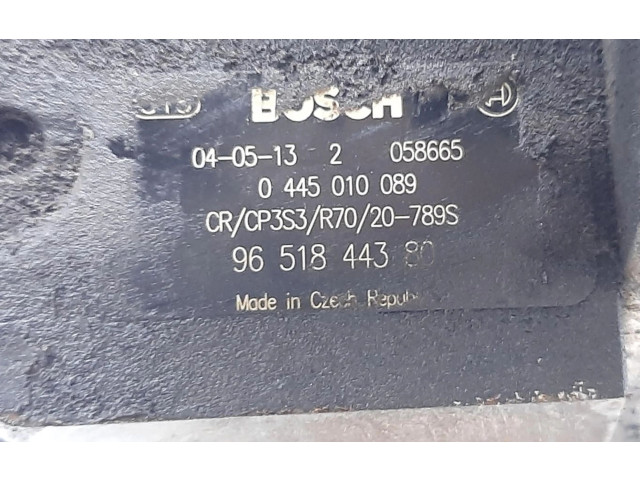 BOSCH
04-05-13 2 058665
0 445 010 089
CR/CP3S3/R70/20-789S
96 518 443 80
Made in Czech Republic